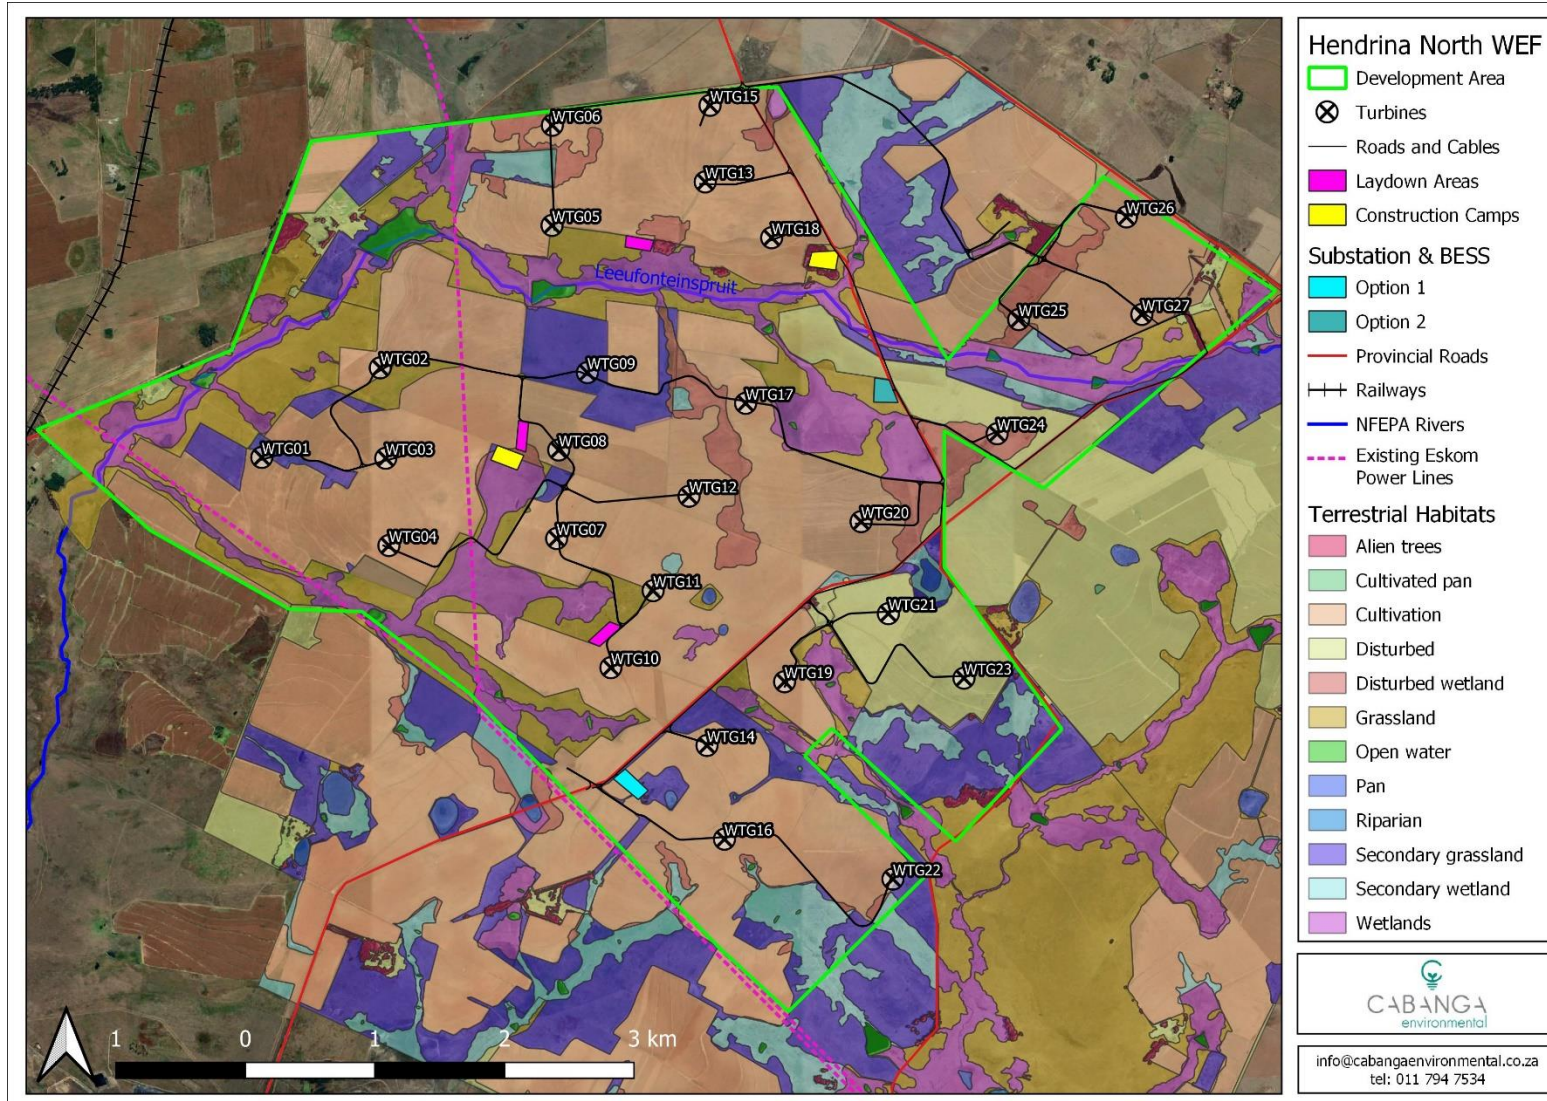 WTG15
WTG06
WTG13
WTG26
WTG05
WTG18
Leeufonteinspruit
WTG27
WTG25
WTG02
WTG09
WTG17
WTG24
WTG01
WTG03
WTG08
WTG12
WTG20
WTG07
WTG04
WTG11
WTG21
WTG10
WTG19
WTG23
WTG14
WTG16
WTG22
1 0 1 2 3 km
Hendrina North WEF
Development Area
Turbines
Roads and Cables
Laydown Areas
Construction Camps
Substation & BESS
Option 1
Option 2
Provincial Roads
Railways
NFEPA Rivers
Existing Eskom
Power Lines
Terrestrial Habitats
Alien trees
Cultivated pan
Cultivation
Disturbed
Disturbed wetland
Grassland
Open water
Pan
Riparian
Secondary grassland
Secondary wetland
Wetlands
CABANGA
environmental
info@cabangaenvironmental.co.za
tel: 011 794 7534